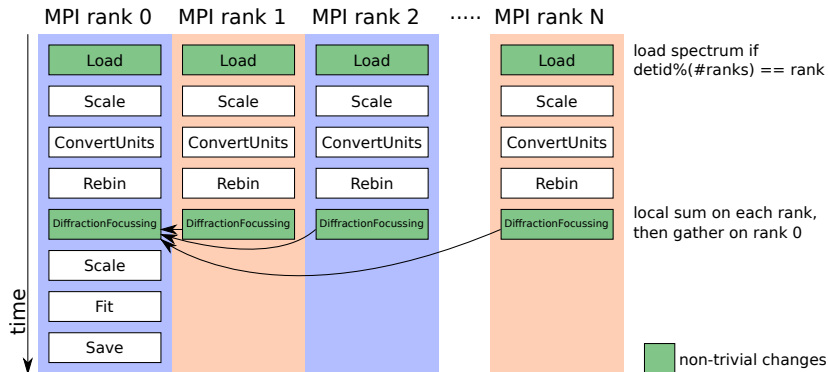 MPI rank 0 MPI rank 1 MPI rank 2 ..... MPI rank N
Load Load Load Load
load spectrum if
detid%(#ranks) == rank
Scale Scale Scale Scale
ConvertUnits ConvertUnits ConvertUnits ConvertUnits
Rebin Rebin Rebin Rebin
DiffractionFocussing DiffractionFocussing DiffractionFocussing DiffractionFocussing
local sum on each rank,
then gather on rank 0
Scale
Fit
Save
time
non-trivial changes